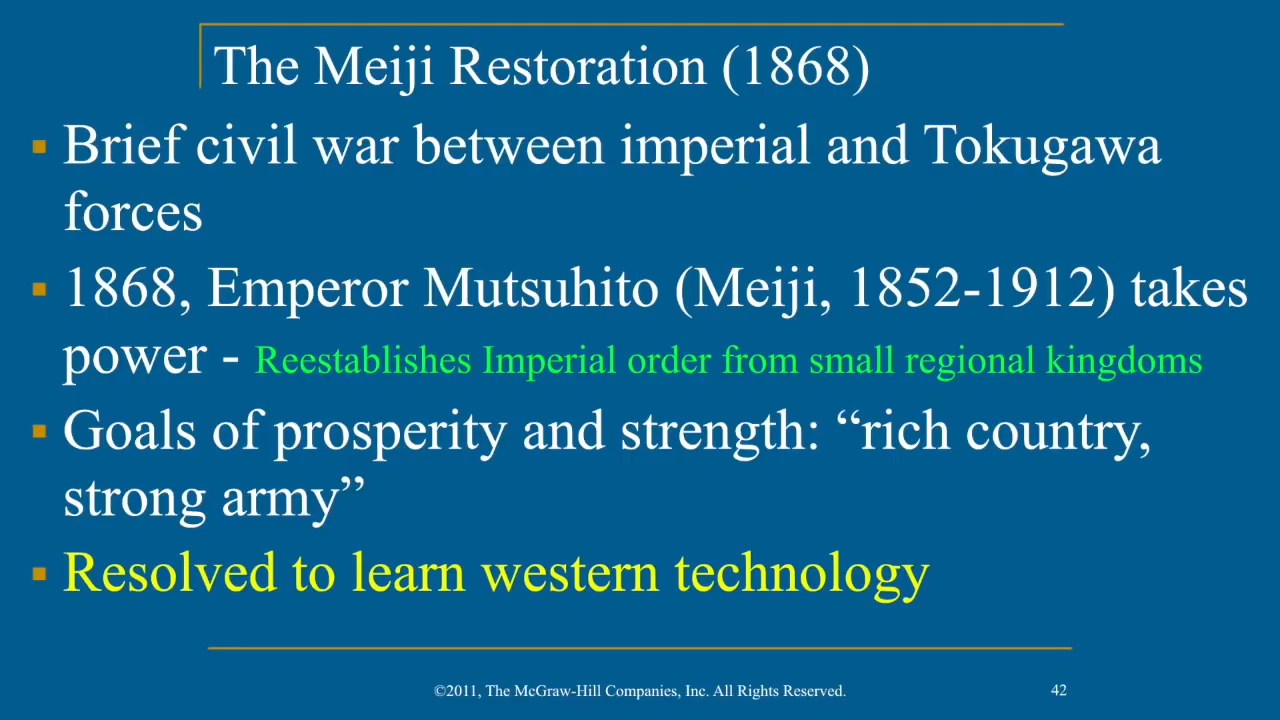 The Meiji Restoration (1868)
▪ Brief civil war between imperial and Tokugawa
forces
▪ 1868, Emperor Mutsuhito (Meiji, 1852-1912) takes
power - Reestablishes Imperial order from small regional kingdoms
▪ Goals of prosperity and strength: “rich country,
strong army”
▪ Resolved to learn western technology
©2011, The McGraw-Hill Companies, Inc. All Rights Reserved.
42